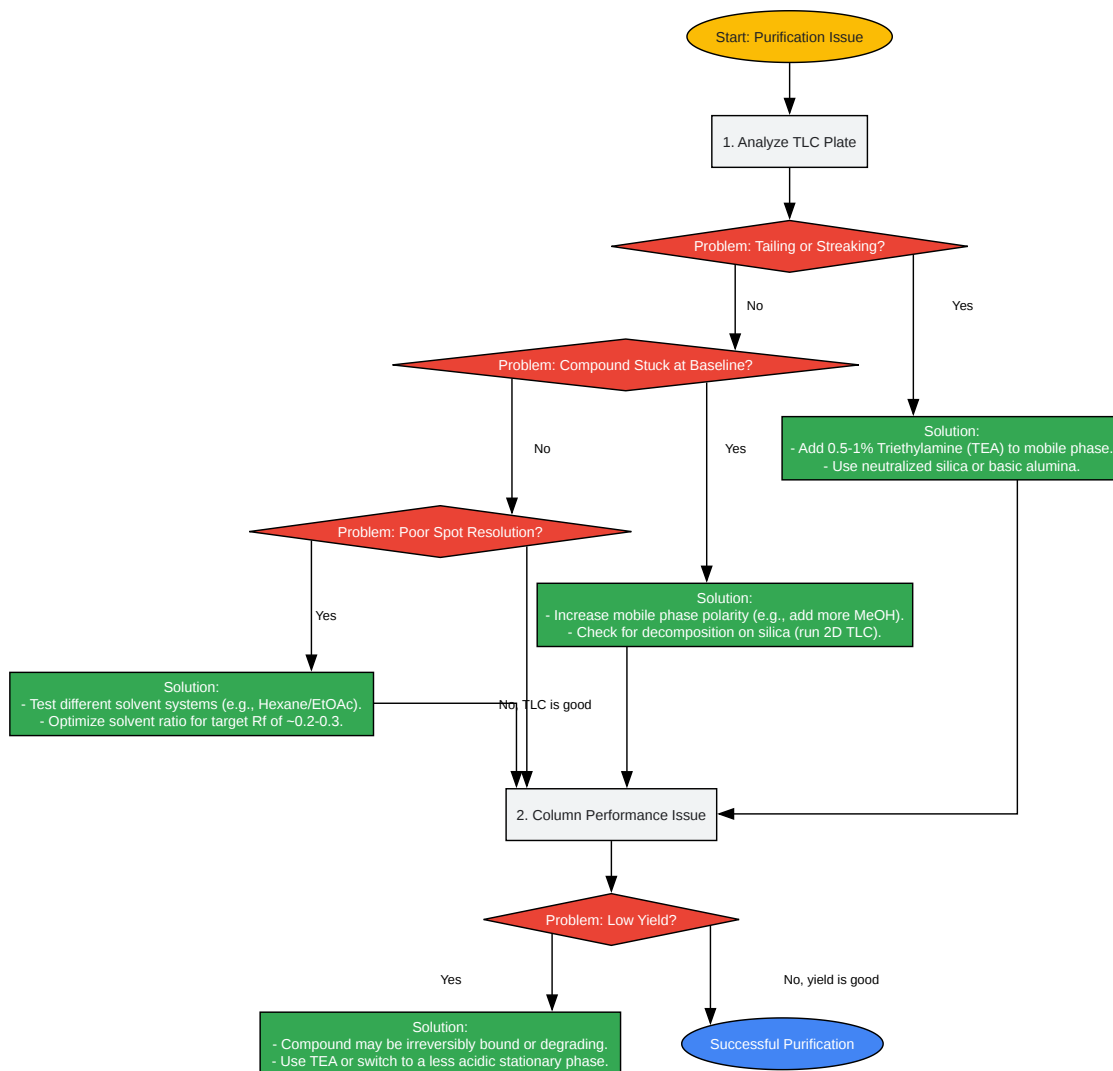 Start: Purification Issue
1. Analyze TLC Plate
Problem: Tailing or Streaking?
No
Yes
Problem: Compound Stuck at Baseline?
Solution:
- Add 0.5-1% Triethylamine (TEA) to mobile phase.
- Use neutralized silica or basic alumina.
No
Yes
Problem: Poor Spot Resolution?
Yes
Solution:
- Increase mobile phase polarity (e.g., add more MeOH).
- Check for decomposition on silica (run 2D TLC).
Solution:
- Test different solvent systems (e.g., Hexane/EtOAc).
- Optimize solvent ratio for target Rf of ~0.2-0.3.
No, TLC is good
2. Column Performance Issue
Problem: Low Yield?
Yes
No, yield is good
Solution:
- Compound may be irreversibly bound or degrading.
- Use TEA or switch to a less acidic stationary phase.
Successful Purification